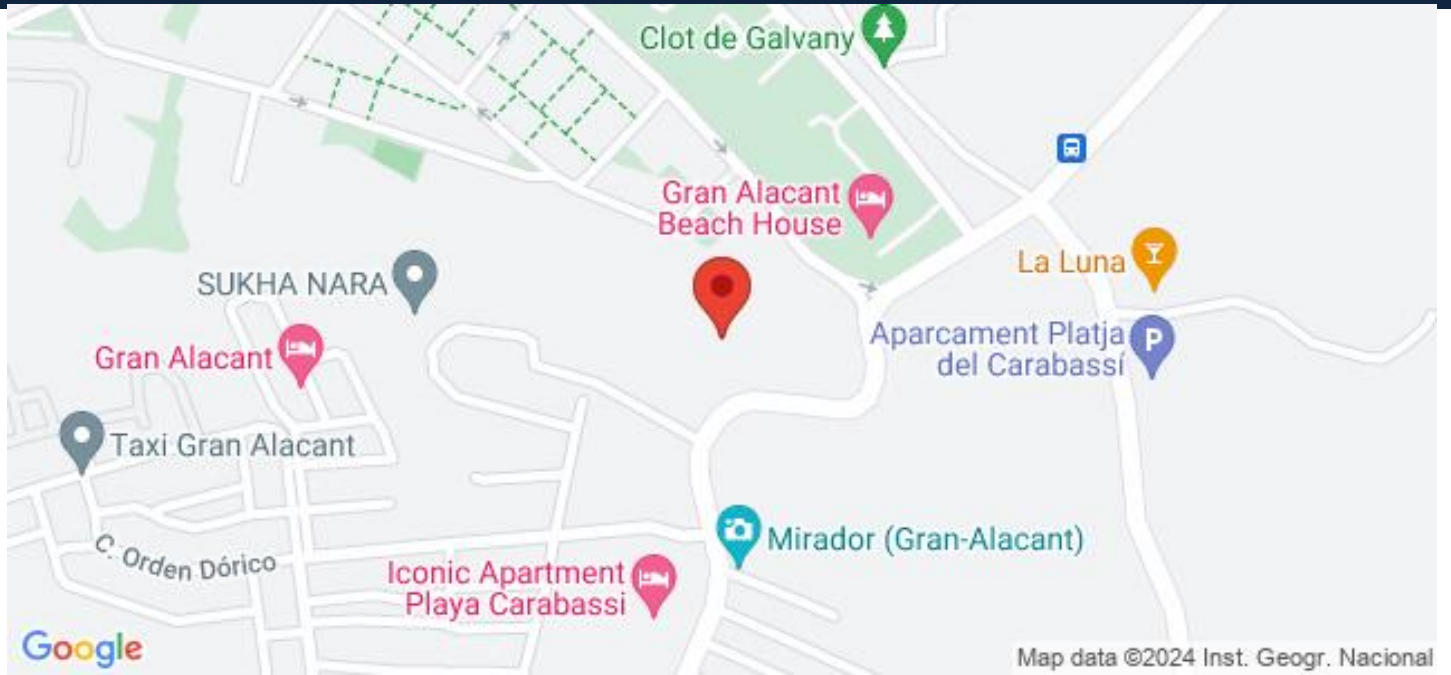 Clot de Galvany
Gran Alacant
Beach House
La Luna
SUKHA NARA
Aparcament Platja
del Carabassí
P
Gran Alacant
Taxi Gran Alacant
Mirador (Gran-Alacant)
C. Orden Dórico
Iconic Apartment
Playa Carabassi
Google
Map data ©2024 Inst. Geogr. Nacional